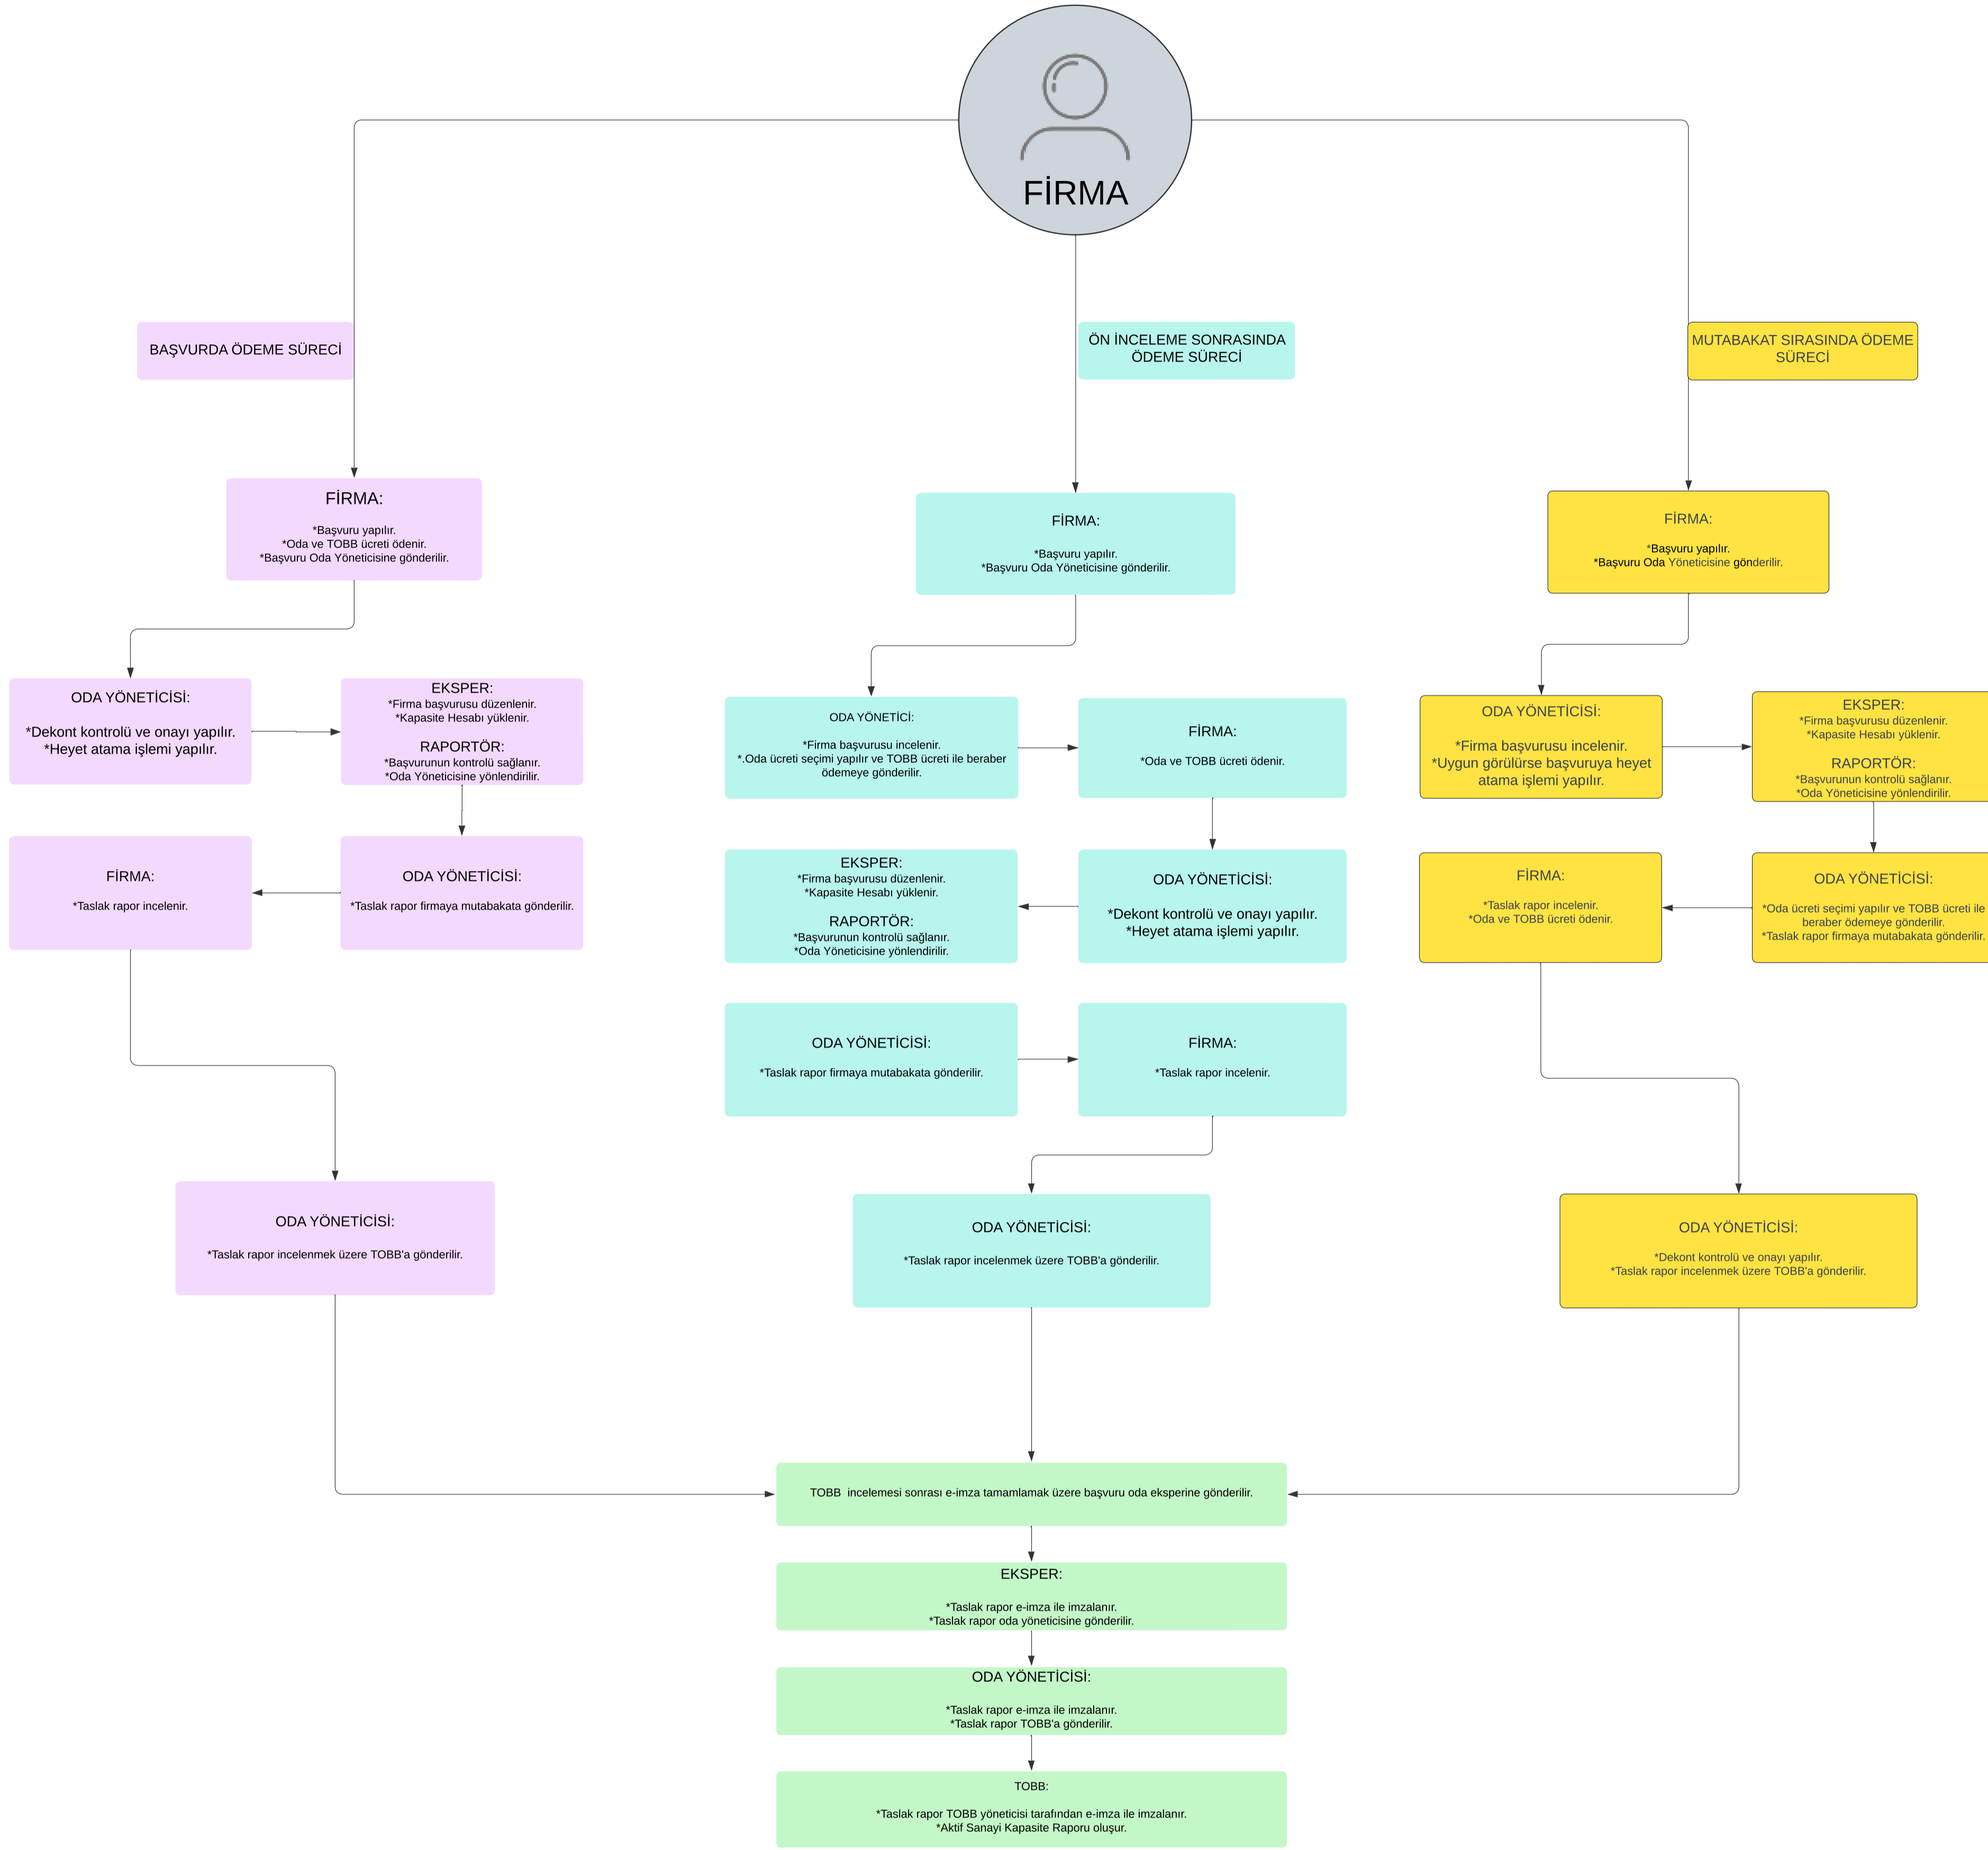 FİRMA
BAŞVURDA ÖDEME SÜRECİ
ÖN İNCELEME SONRASINDA
ÖDEME SÜRECİ
MUTABAKAT SIRASINDA ÖDEME
SÜRECİ
FİRMA:
*Başvuru yapılır.
*Oda ve TOBB ücreti ödenir.
*Başvuru Oda Yöneticisine gönderilir.
FİRMA:
*Başvuru yapılır.
*Başvuru Oda Yöneticisine gönderilir.
FİRMA:
*Başvuru yapılır.
*Başvuru Oda Yöneticisine gönderilir.
ODA YÖNETİCİSİ:
*Dekont kontrolü ve onayı yapılır.
*Heyet atama işlemi yapılır.
EKSPER:
*Firma başvurusu düzenlenir.
*Kapasite Hesabı yüklenir.
RAPORTÖR:
*Başvurunun kontrolü sağlanır.
*Oda Yöneticisine yönlendirilir.
ODA YÖNETİCİ:
*Firma başvurusu incelenir.
*.Oda ücreti seçimi yapılır ve TOBB ücreti ile beraber
ödemeye gönderilir.
FİRMA:
*Oda ve TOBB ücreti ödenir.
ODA YÖNETİCİSİ:
*Firma başvurusu incelenir.
*Uygun görülürse başvuruya heyet
atama işlemi yapılır.
EKSPER:
*Firma başvurusu düzenlenir.
*Kapasite Hesabı yüklenir.
RAPORTÖR:
*Başvurunun kontrolü sağlanır.
*Oda Yöneticisine yönlendirilir.
FİRMA:
*Taslak rapor incelenir.
ODA YÖNETİCİSİ:
*Taslak rapor firmaya mutabakata gönderilir.
EKSPER:
*Firma başvurusu düzenlenir.
*Kapasite Hesabı yüklenir.
RAPORTÖR:
*Başvurunun kontrolü sağlanır.
*Oda Yöneticisine yönlendirilir.
ODA YÖNETİCİSİ:
*Dekont kontrolü ve onayı yapılır.
*Heyet atama işlemi yapılır.
FİRMA:
*Taslak rapor incelenir.
*Oda ve TOBB ücreti ödenir.
ODA YÖNETİCİSİ:
*Oda ücreti seçimi yapılır ve TOBB ücreti ile
beraber ödemeye gönderilir.
*Taslak rapor firmaya mutabakata gönderilir.
ODA YÖNETİCİSİ:
*Taslak rapor firmaya mutabakata gönderilir.
FİRMA:
*Taslak rapor incelenir.
ODA YÖNETİCİSİ:
*Taslak rapor incelenmek üzere TOBB'a gönderilir.
ODA YÖNETİCİSİ:
*Taslak rapor incelenmek üzere TOBB'a gönderilir.
ODA YÖNETİCİSİ:
*Dekont kontrolü ve onayı yapılır.
*Taslak rapor incelenmek üzere TOBB'a gönderilir.
TOBB  incelemesi sonrası e-imza tamamlamak üzere başvuru oda eksperine gönderilir.
EKSPER:
*Taslak rapor e-imza ile imzalanır.
*Taslak rapor oda yöneticisine gönderilir.
ODA YÖNETİCİSİ:
*Taslak rapor e-imza ile imzalanır.
*Taslak rapor TOBB'a gönderilir.
TOBB:
*Taslak rapor TOBB yöneticisi tarafından e-imza ile imzalanır.
*Aktif Sanayi Kapasite Raporu oluşur.